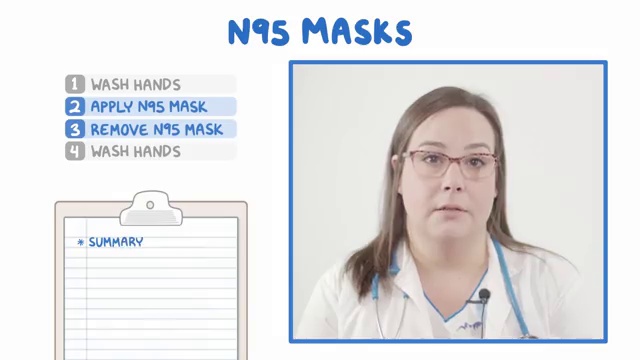 N95 MASKS
1 WASH HANDS
2 APPLY N95 MASK
3 REMOVE N95 MASK
4 WASH HANDS
* SUMMARY